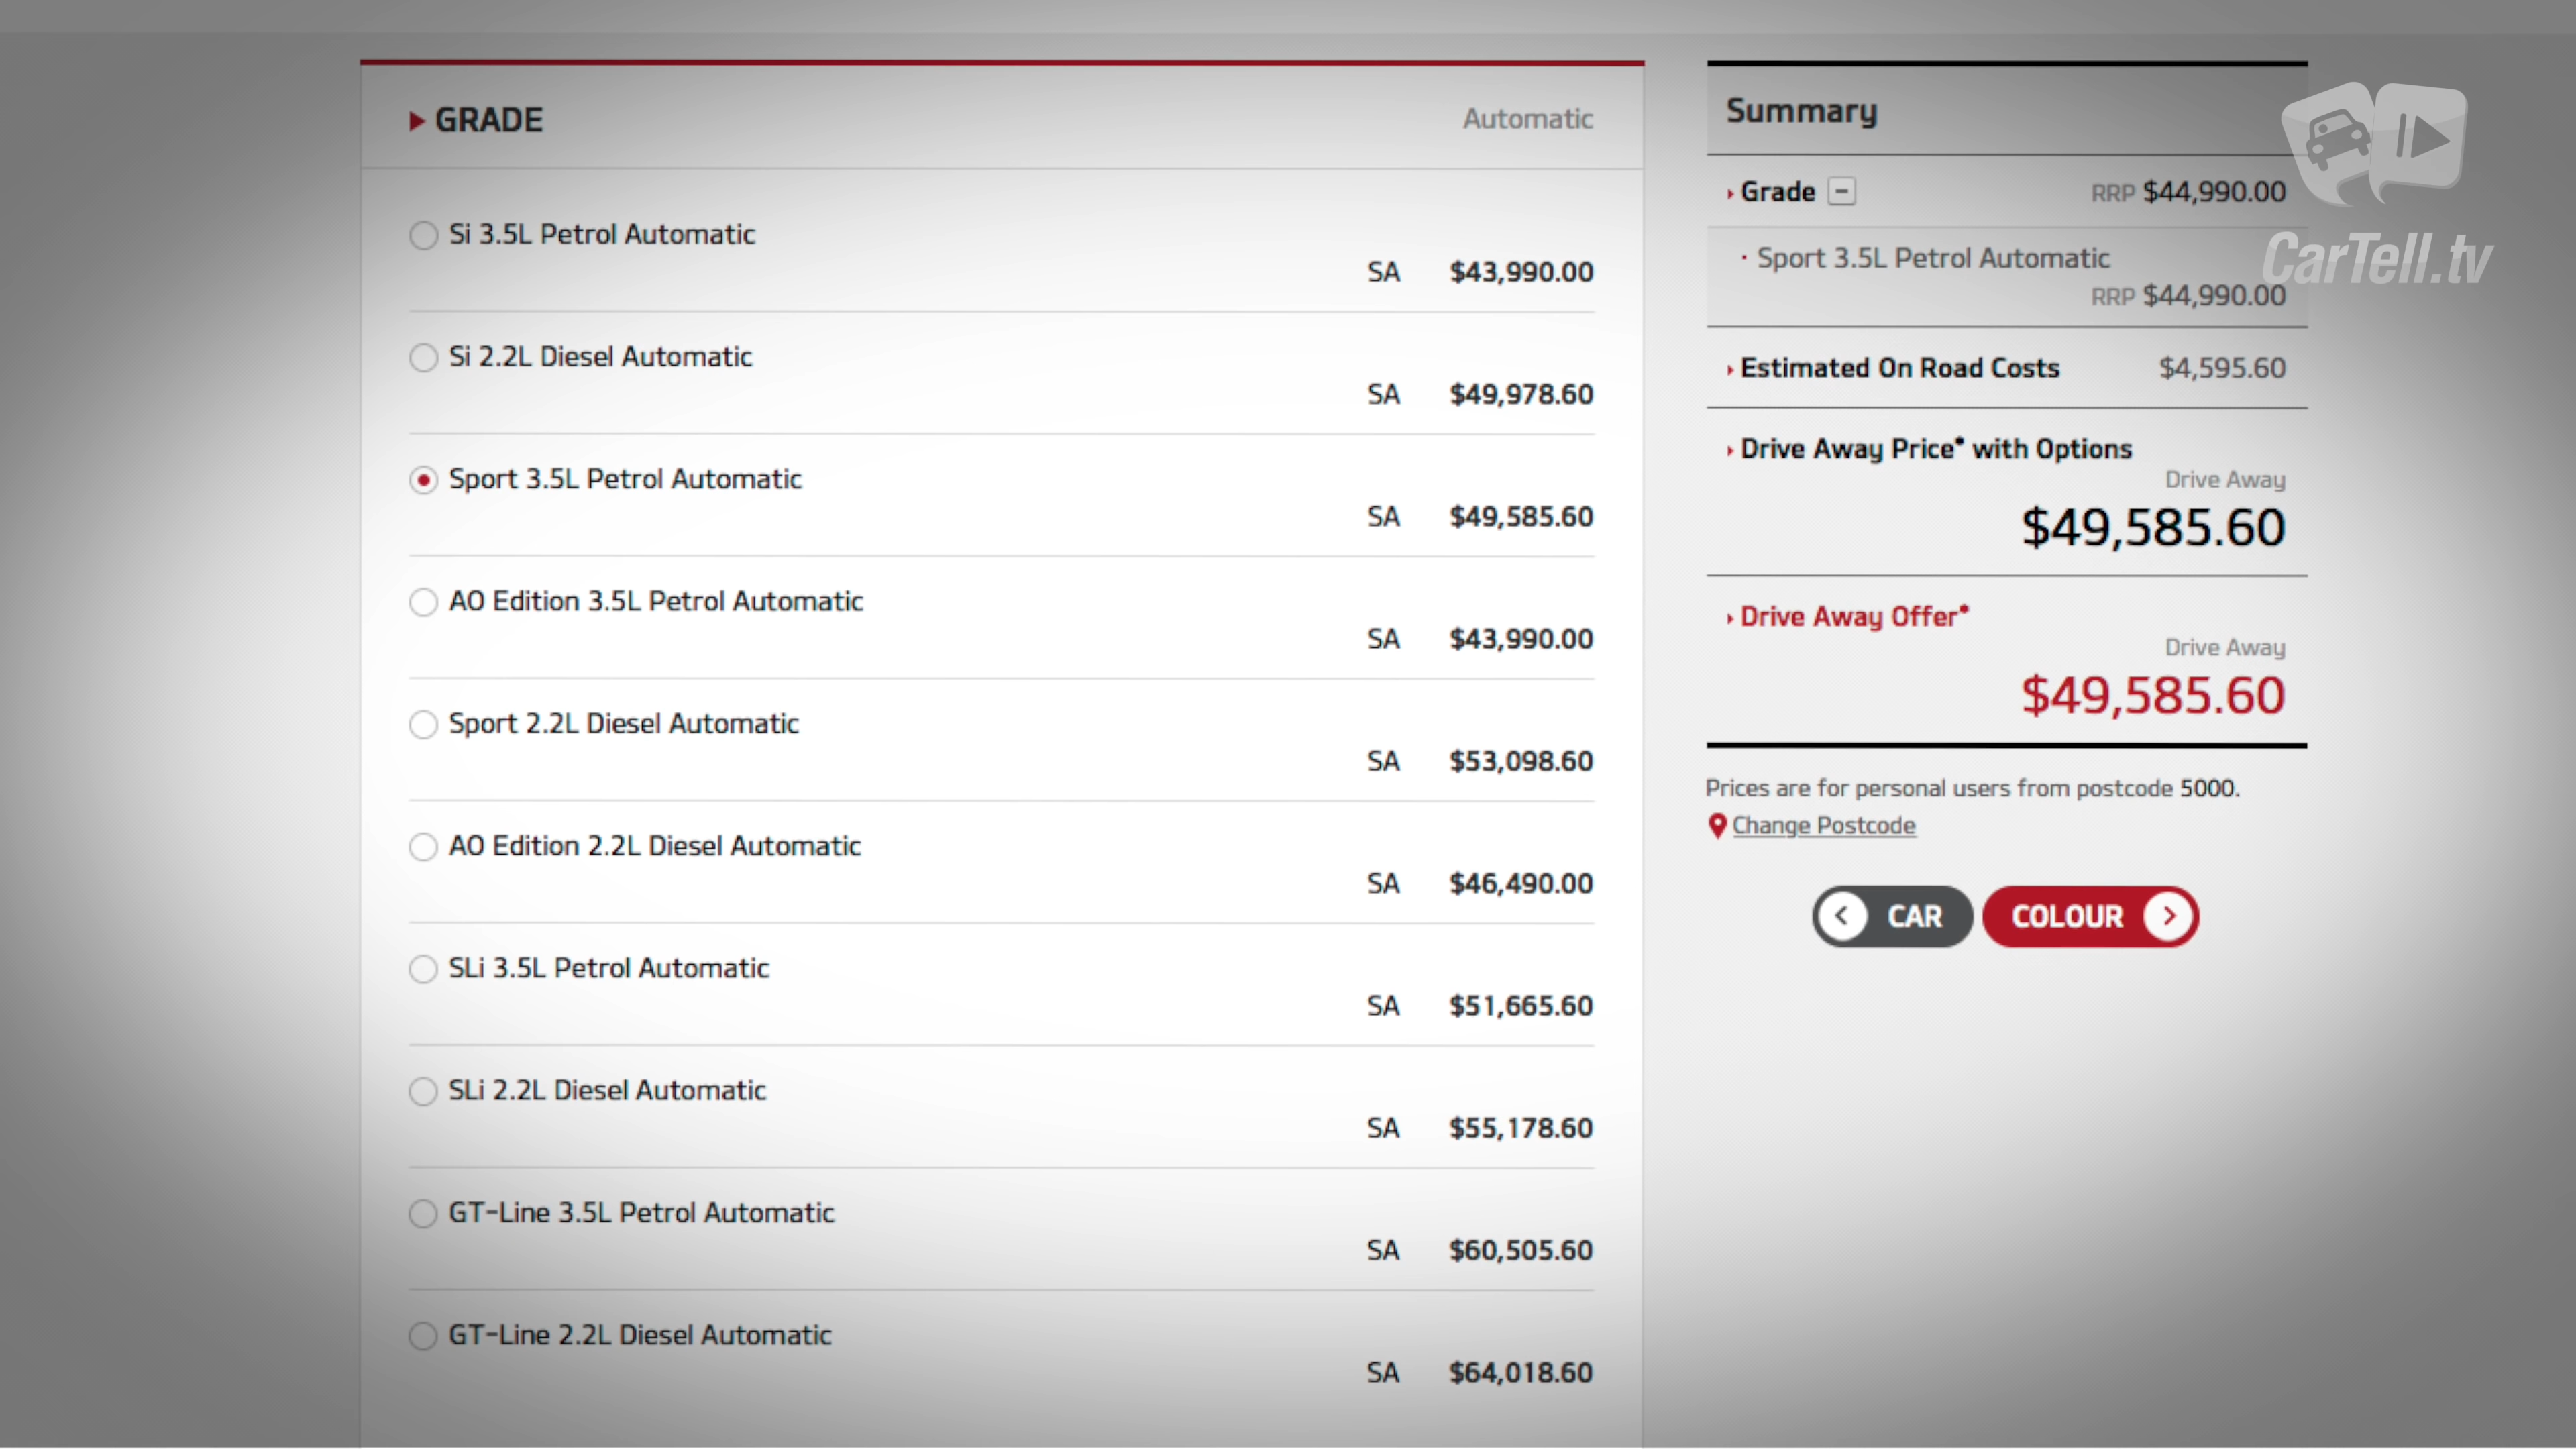 GRADE Automatic
Si 3.5L Petrol Automatic
SA $43,990.00
Si 2.2L Diesel Automatic
SA $49,978.60
Sport 3.5L Petrol Automatic
SA $49,585.60
AO Edition 3.5L Petrol Automatic
SA $43,990.00
Sport 2.2L Diesel Automatic
SA $53,098.60
AO Edition 2.2L Diesel Automatic
SA $46,490.00
SLi 3.5L Petrol Automatic
SA $51,665.60
SLi 2.2L Diesel Automatic
SA $55,178.60
GT-Line 3.5L Petrol Automatic
SA $60,505.60
GT-Line 2.2L Diesel Automatic
SA $64,018.60
Summary
Grade RRP $44,990.00
Sport 3.5L Petrol Automatic
RRP $44,990.00
Estimated On Road Costs $4,595.60
Drive Away Price* with Options
Drive Away
$49,585.60
Drive Away Offer*
Drive Away
$49,585.60
Prices are for personal users from postcode 5000.
Change Postcode
CAR COLOUR
CarTell.tv